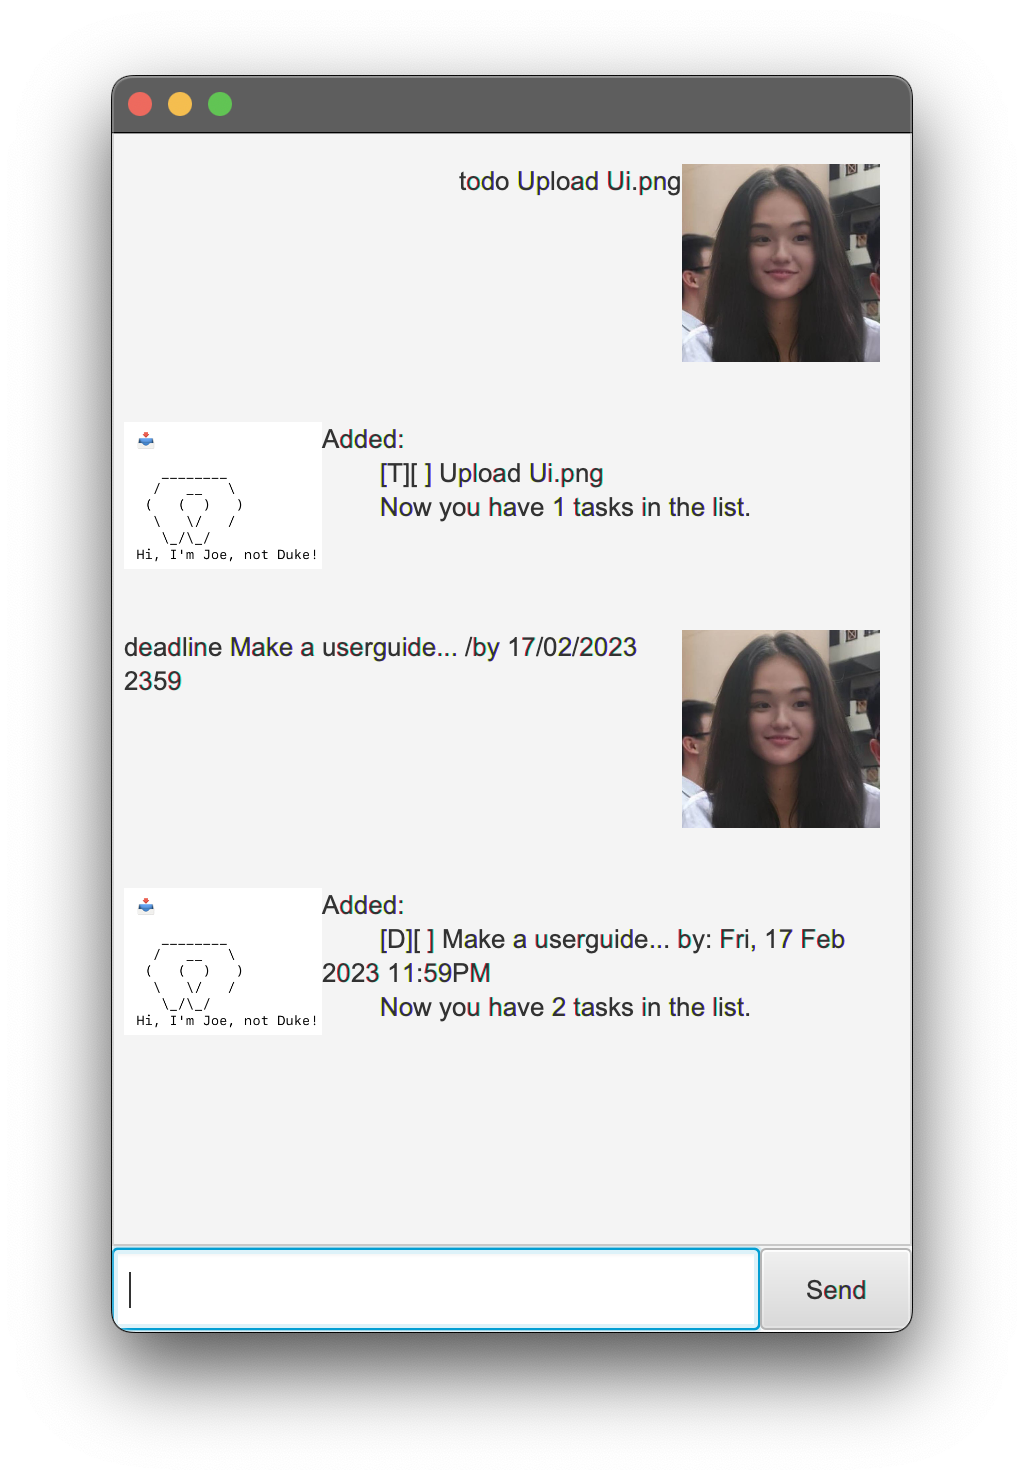 todo Upload Ui.png
Added:
[T][ ] Upload Ui.png
Now you have 1 tasks in the list.
Hi, I'm Joe, not Duke!
deadline Make a userguide... /by 17/02/2023
2359
Added:
[D][ ] Make a userguide... by: Fri, 17 Feb
2023 11:59PM
Now you have 2 tasks in the list.
Hi, I'm Joe, not Duke!
Send